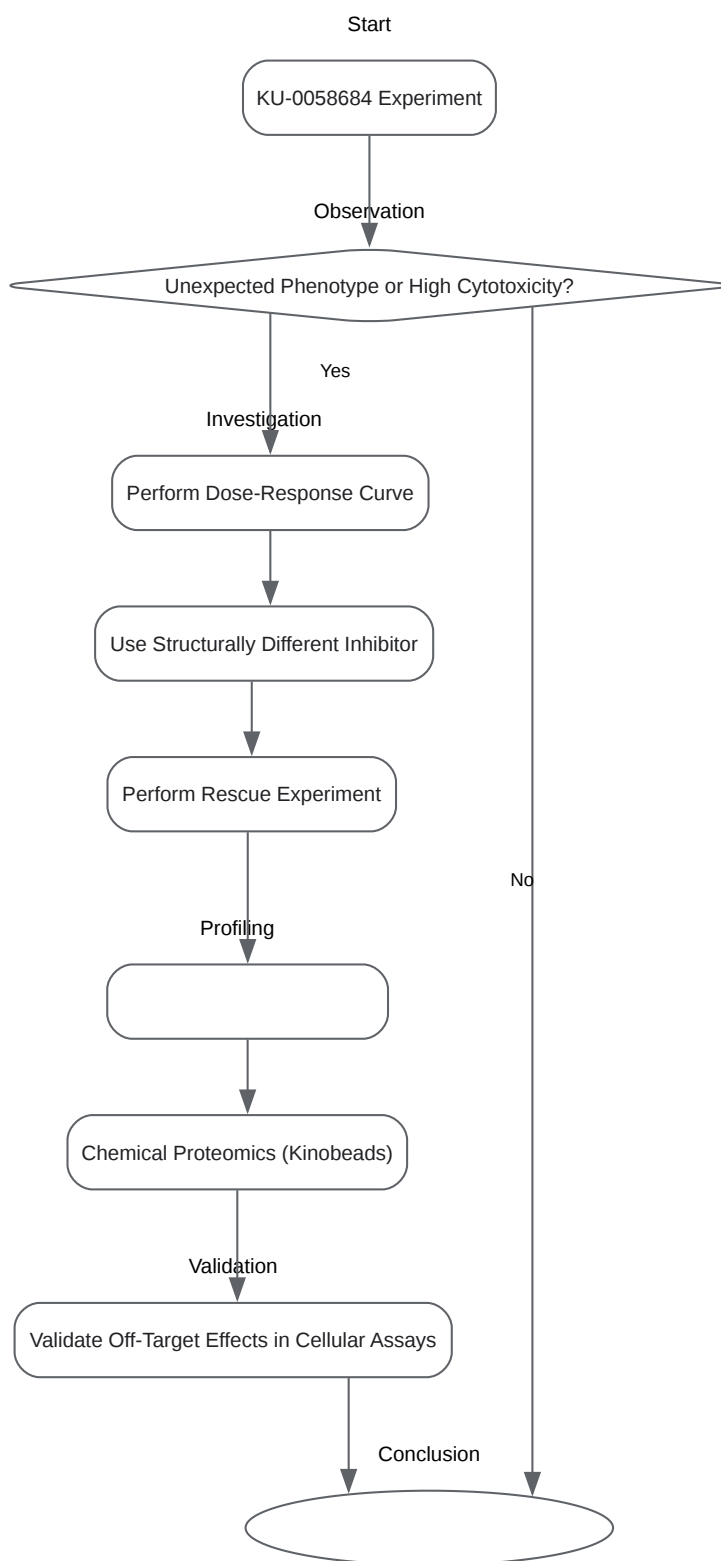 Start
KU-0058684 Experiment
Observation
Unexpected Phenotype or High Cytotoxicity?
Yes
Investigation
Perform Dose-Response Curve
Use Structurally Different Inhibitor
Perform Rescue Experiment
No
Profiling
Chemical Proteomics (Kinobeads)
Validation
Validate Off-Target Effects in Cellular Assays
Conclusion